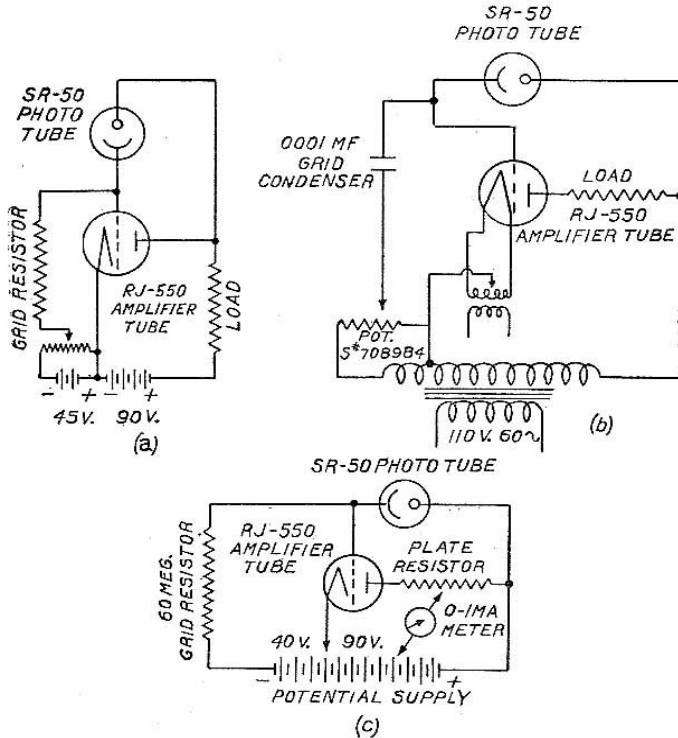 SR-50
PHOTO
TUBE
GRID RESISTOR
RJ-550
AMPLIFIER
TUBE
LOAD
- + - +
45V. 90V.
(a)
SR-50
PHOTO TUBE
0001 MF
GRID
CONDENSER
LOAD
RJ-550
AMPLIFIER TUBE
POT.
S#708984
110 V. 60~
(b)
SR-50 PHOTO TUBE
RJ-550
AMPLIFIER
TUBE
60 MEG.
GRID RESISTOR
PLATE
RESISTOR
0-1MA
METER
40V. 90V.
- +
POTENTIAL SUPPLY
(c)